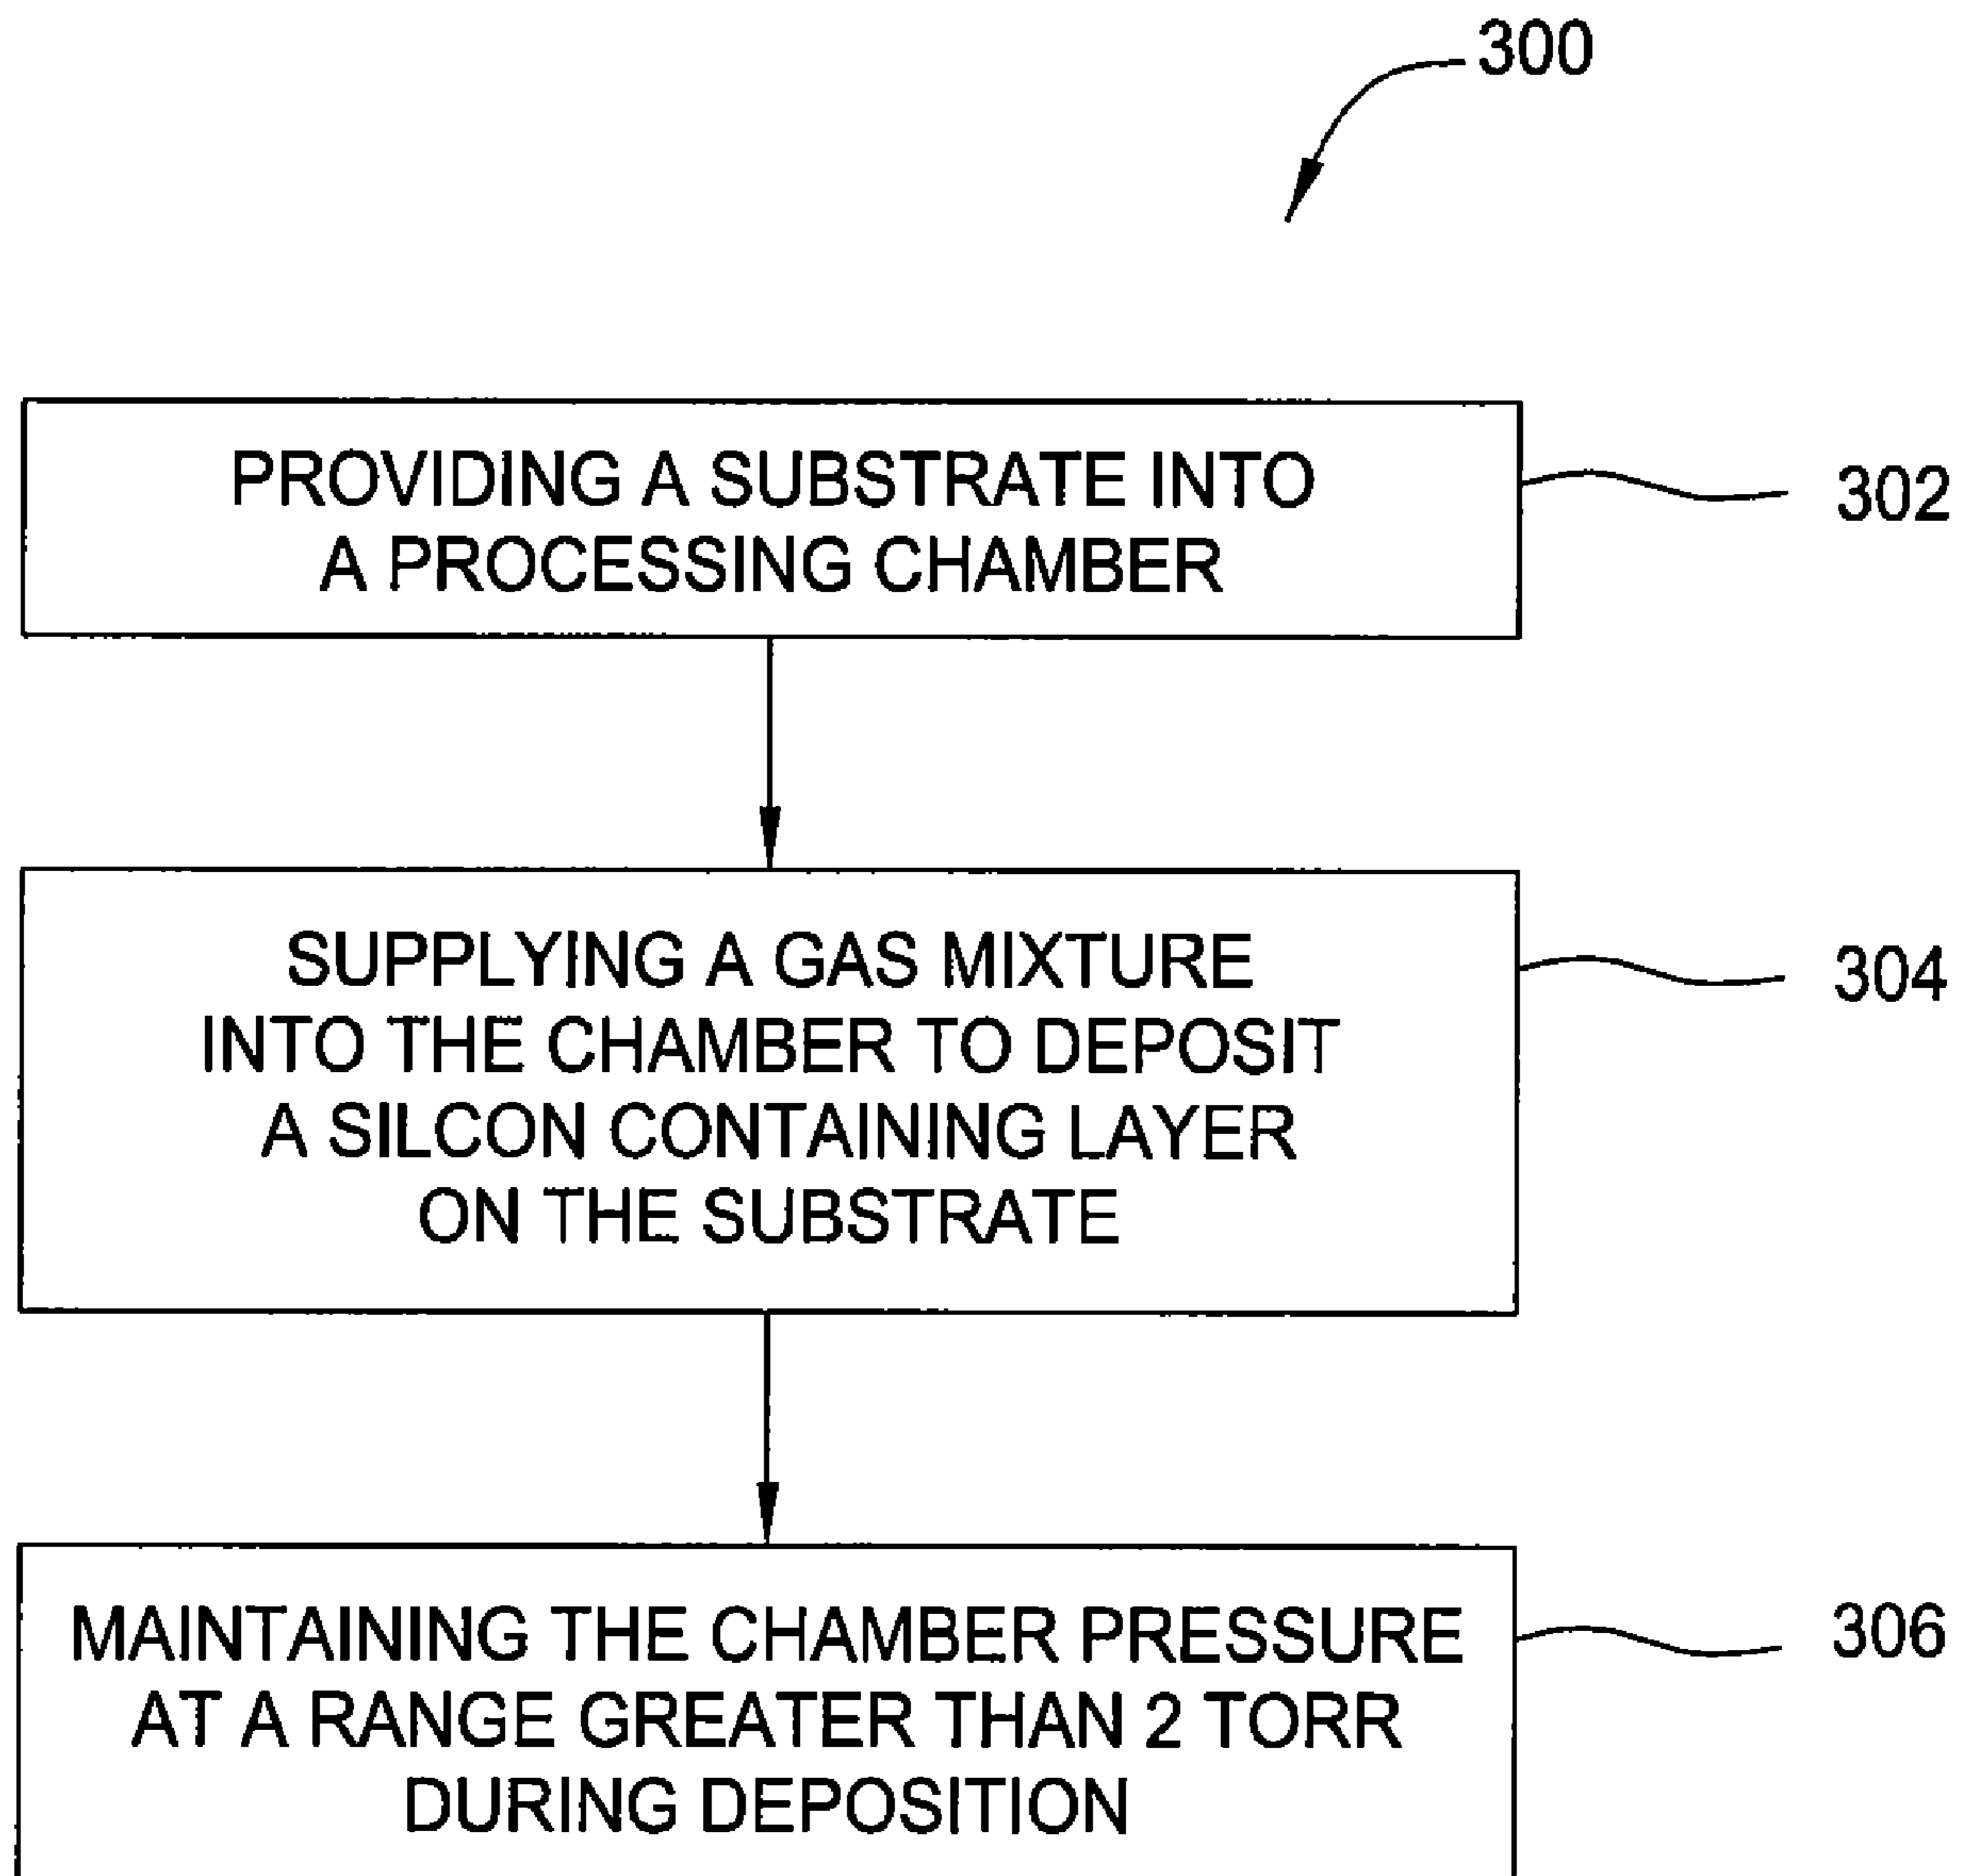 300
PROVIDING A SUBSTRATE INTO
A PROCESSING CHAMBER
302
SUPPLYING A GAS MIXTURE
INTO THE CHAMBER TO DEPOSIT
A SILCON CONTAINING LAYER
ON THE SUBSTRATE
304
MAINTAINING THE CHAMBER PRESSURE
AT A RANGE GREATER THAN 2 TORR
DURING DEPOSITION
306